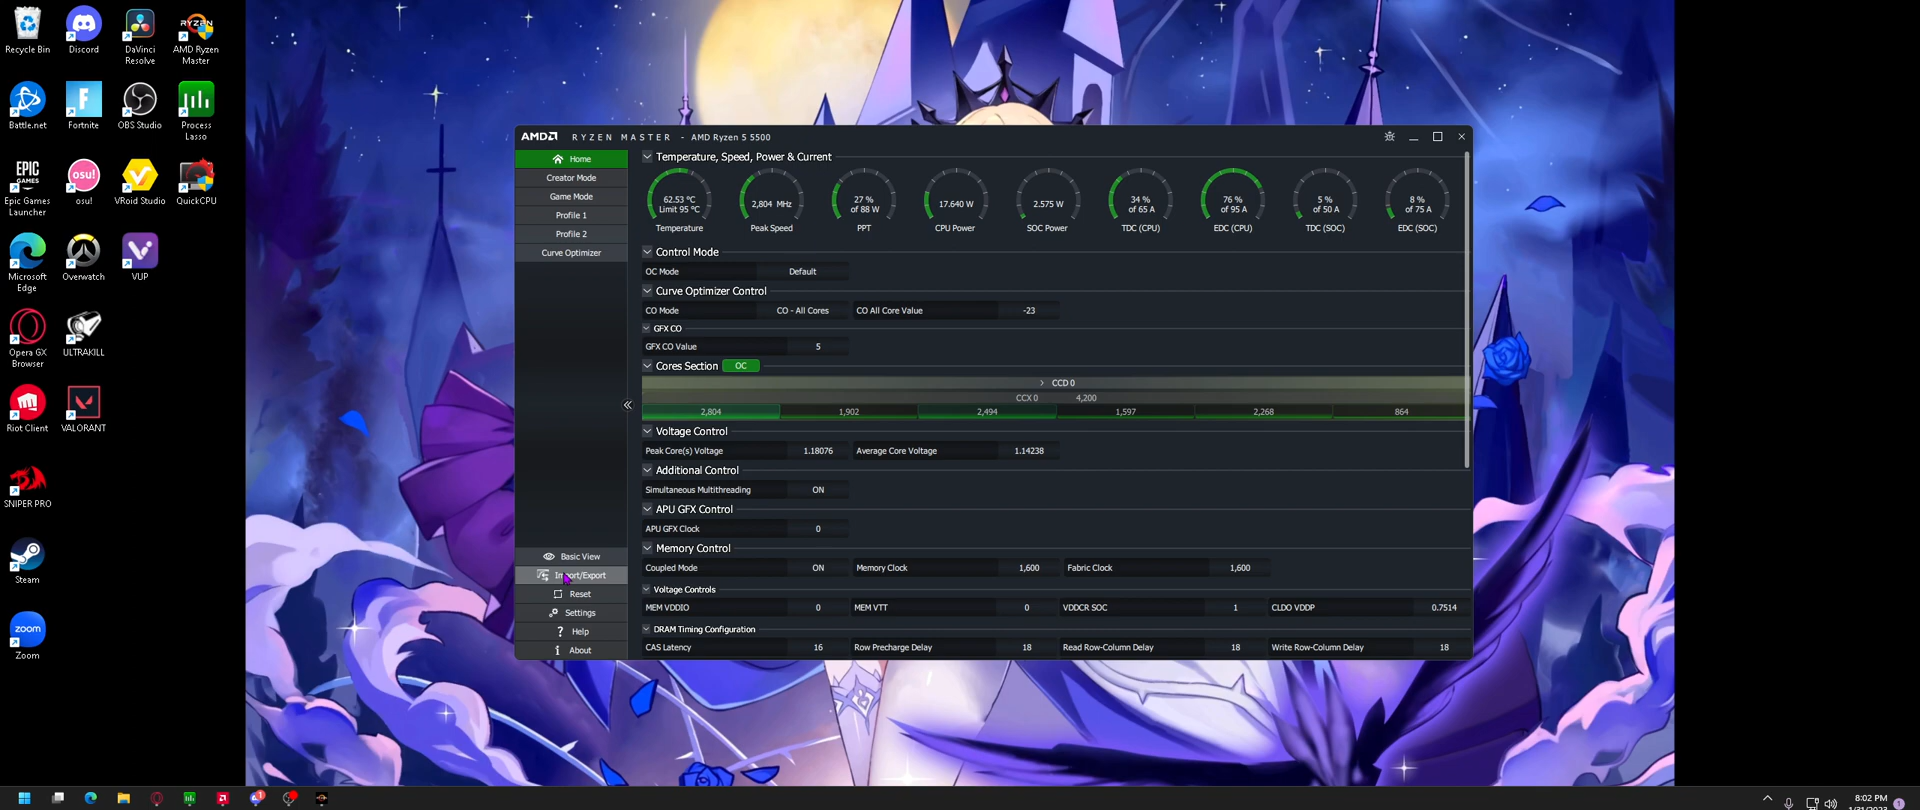 Recycle Bin
Discord
DaVinci
Resolve
AMD Ryzen
Master
Battle.net
Fortnite
OBS Studio
Process
Lasso
EPIC
GAMES
Epic Games
Launcher
osu!
osu!
VRoid Studio
QuickCPU
Microsoft
Edge
Overwatch
VUP
Opera GX
Browser
ULTRAKILL
Riot Client
VALORANT
SNIPER PRO
Steam
zoom
Zoom
AMD RYZEN MASTER - AMD Ryzen 5 5500
Home
Creator Mode
Game Mode
Profile 1
Profile 2
Curve Optimizer
Basic View
Import/Export
Reset
Settings
Help
About
Temperature, Speed, Power & Current
62.53 °C
Limit 95 °C
Temperature
2,804 MHz
Peak Speed
27 %
of 88 W
PPT
17.640 W
CPU Power
2.575 W
SOC Power
34 %
of 65 A
TDC (CPU)
76 %
of 95 A
EDC (CPU)
5 %
of 50 A
TDC (SOC)
8 %
of 75 A
EDC (SOC)
Control Mode
OC Mode Default
Curve Optimizer Control
CO Mode CO - All Cores CO All Core Value -23
GFX CO
GFX CO Value 5
Cores Section OC
CCD 0
CCX 0 4,200
2,804 1,902 2,494 1,597 2,268 864
Voltage Control
Peak Core(s) Voltage 1.18076 Average Core Voltage 1.14238
Additional Control
Simultaneous Multithreading ON
APU GFX Control
APU GFX Clock 0
Memory Control
Coupled Mode ON Memory Clock 1,600 Fabric Clock 1,600
Voltage Controls
MEM VDDIO 0 MEM VTT 0 VDDCR SOC 1 CLDO VDDP 0.7514
DRAM Timing Configuration
CAS Latency 16 Row Precharge Delay 18 Read Row-Column Delay 18 Write Row-Column Delay 18
8:02 PM